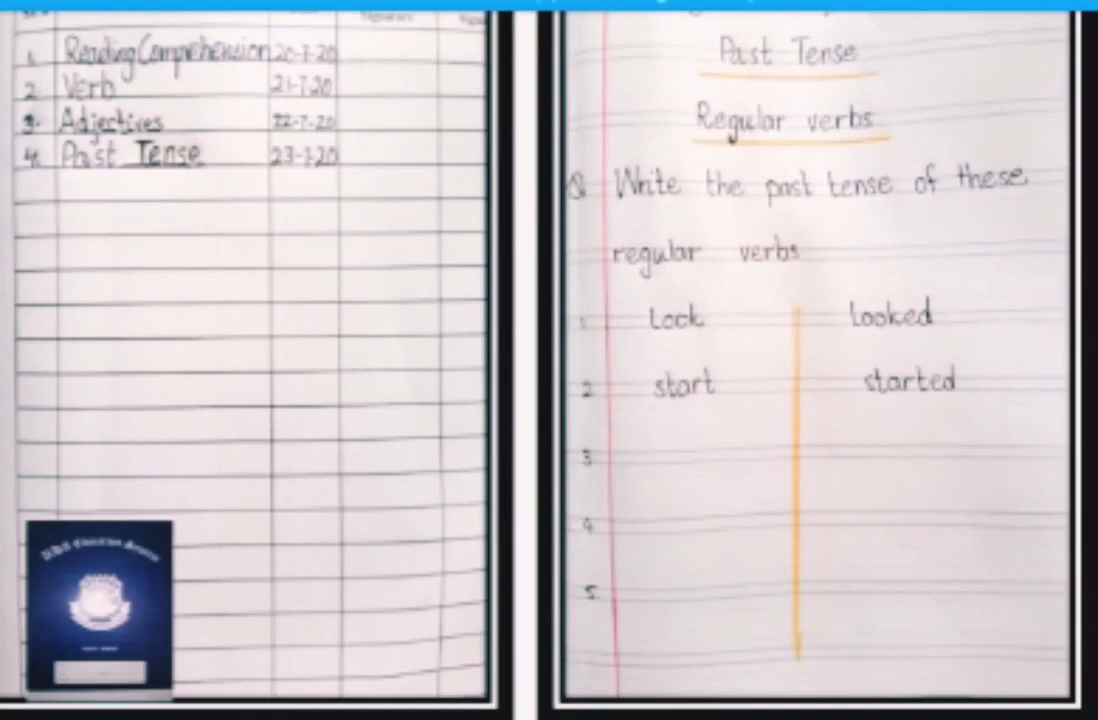 1. Reading Comprehension 20-7-20
2. Verb 21-7.20
3. Adjectives 22-7-20
4. Past Tense 23-7-20
Past Tense
Regular verbs
Q Write the past tense of these
regular verbs
1 Look Looked
2 start started
3
4
5